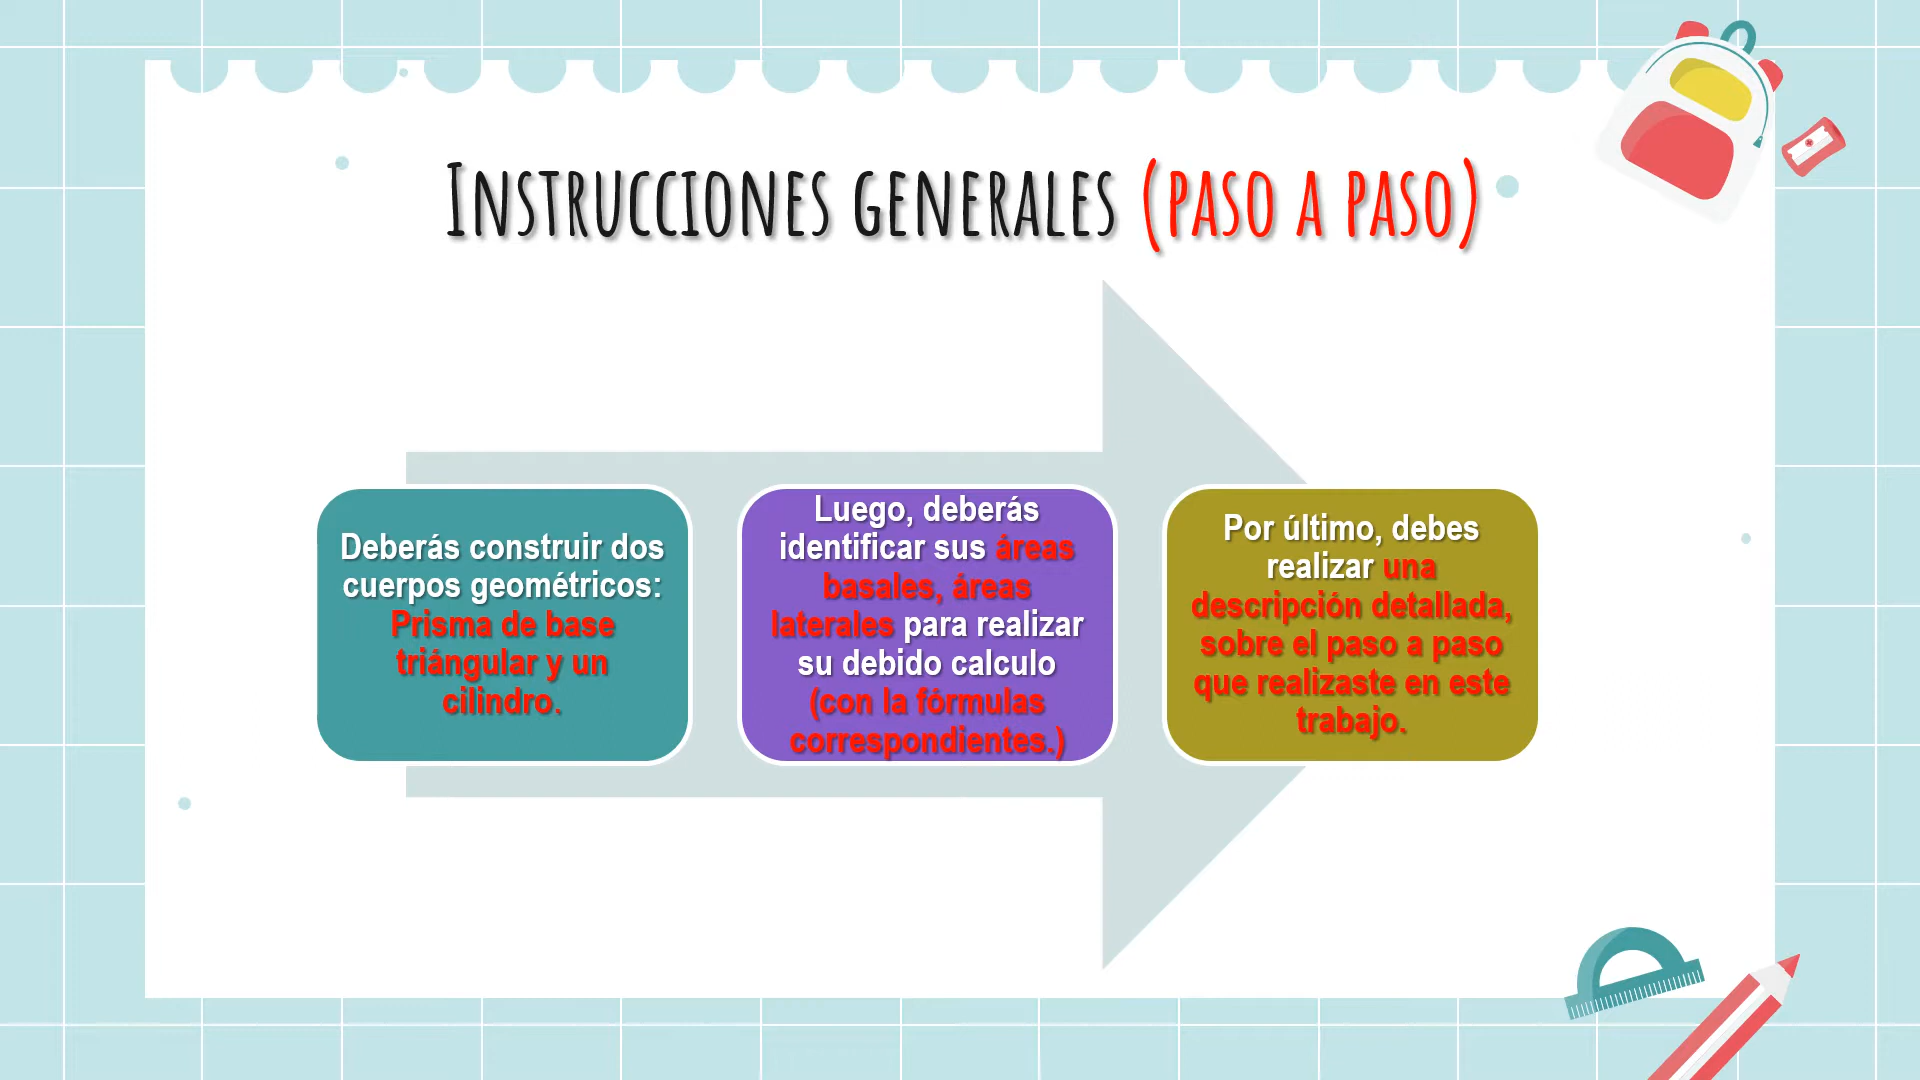 Instrucciones generales (paso a paso)
Deberás construir dos
cuerpos geométricos:
Prisma de base
triángular y un
cilindro.
Luego, deberás
identificar sus áreas
basales, áreas
laterales para realizar
su debido calculo
(con la fórmulas
correspondientes.)
Por último, debes
realizar una
descripción detallada,
sobre el paso a paso
que realizaste en este
trabajo.